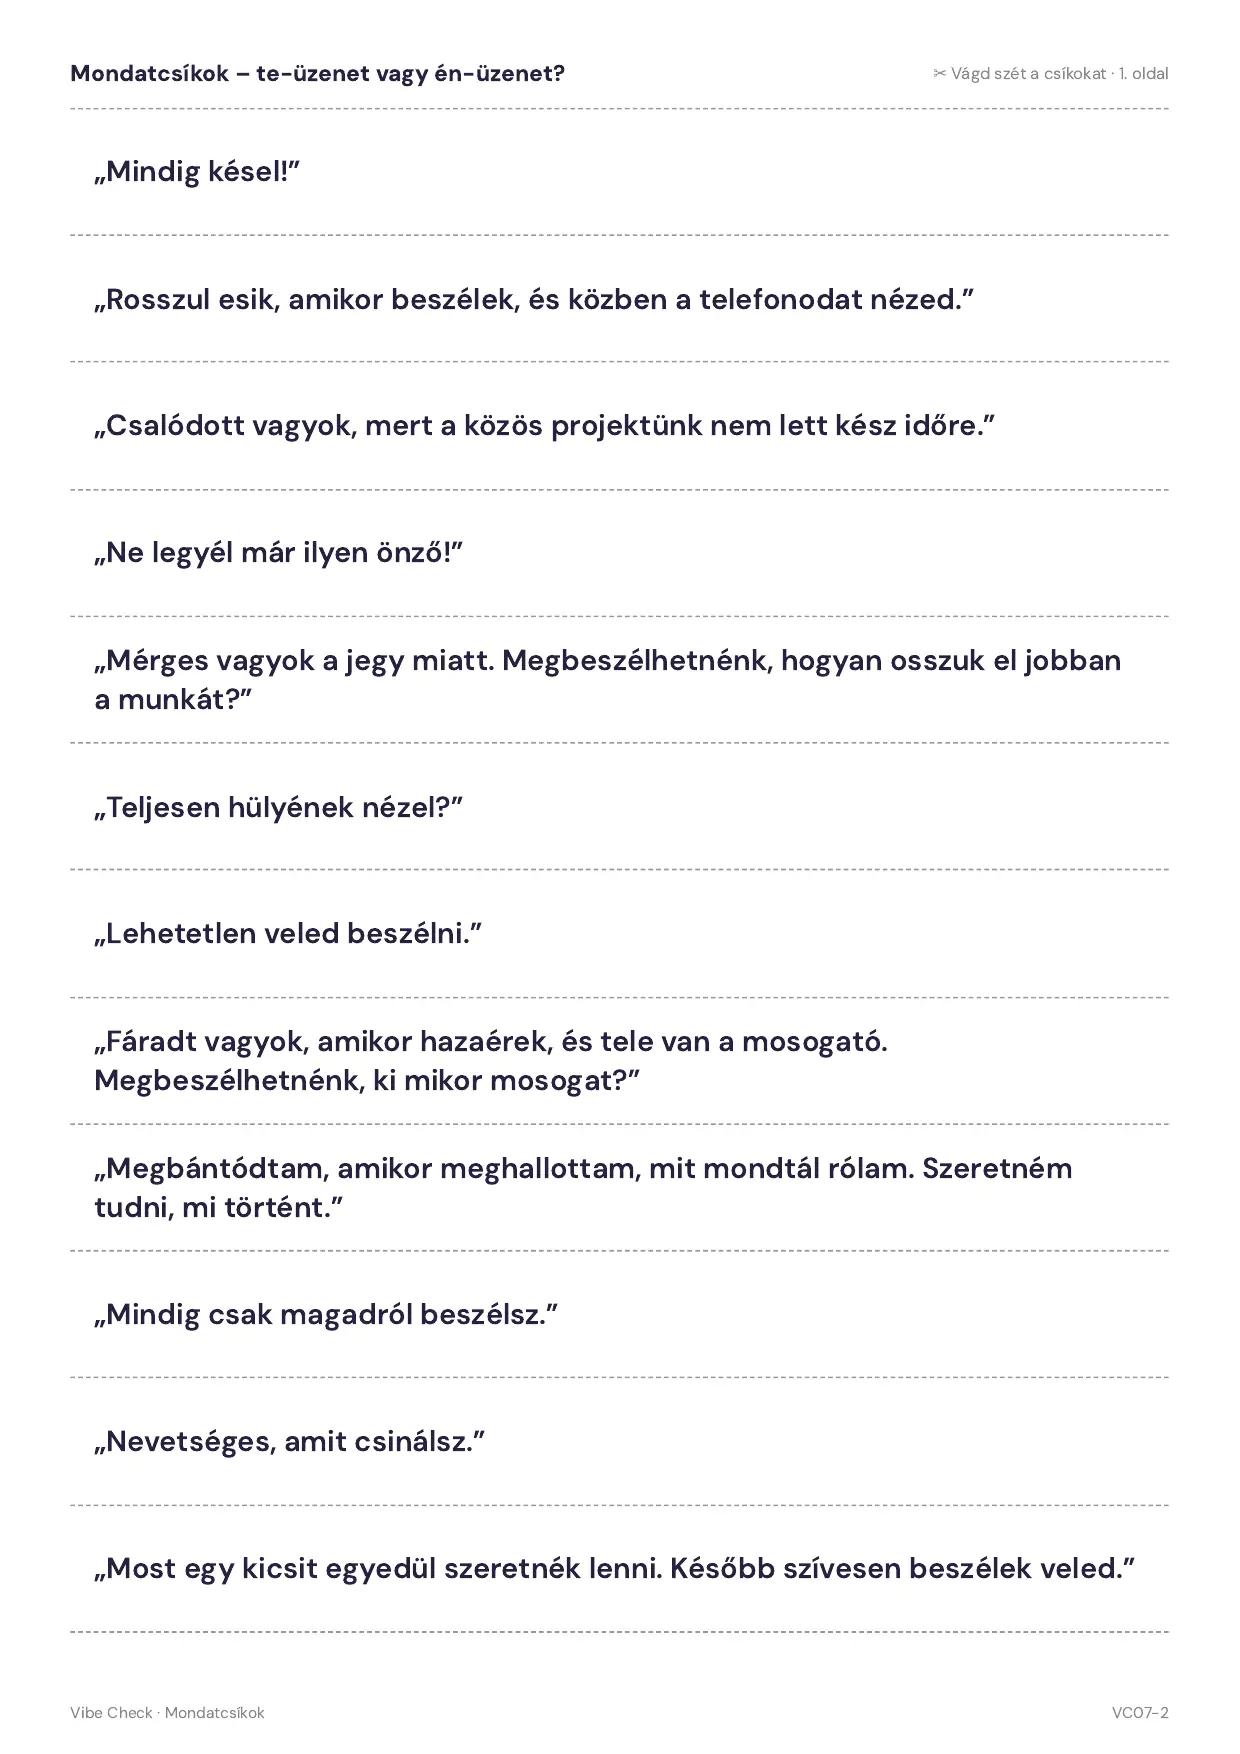 Mondatcsíkok – te-üzenet vagy én-üzenet?
✂ Vágd szét a csíkokat · 1. oldal
„Mindig késel!”
„Rosszul esik, amikor beszélek, és közben a telefonodat nézed.”
„Csalódott vagyok, mert a közös projektünk nem lett kész időre.”
„Ne legyél már ilyen önző!”
„Mérges vagyok a jegy miatt. Megbeszélhetnénk, hogyan osszuk el jobban
a munkát?”
„Teljesen hülyének nézel?”
„Lehetetlen veled beszélni.”
„Fáradt vagyok, amikor hazaérek, és tele van a mosogató.
Megbeszélhetnénk, ki mikor mosogat?”
„Megbántódtam, amikor meghallottam, mit mondtál rólam. Szeretném
tudni, mi történt.”
„Mindig csak magadról beszélsz.”
„Nevetséges, amit csinálsz.”
„Most egy kicsit egyedül szeretnék lenni. Később szívesen beszélek veled.”
Vibe Check · Mondatcsíkok
VC07-2